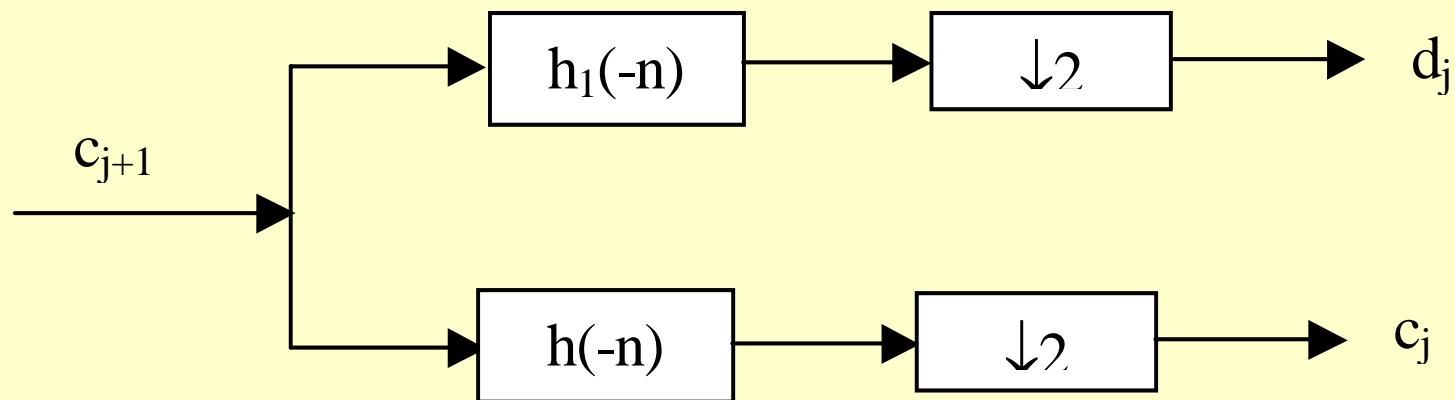 h₁(-n)
↓2
dⱼ
cⱼ₊₁
h(-n)
↓2
cⱼ